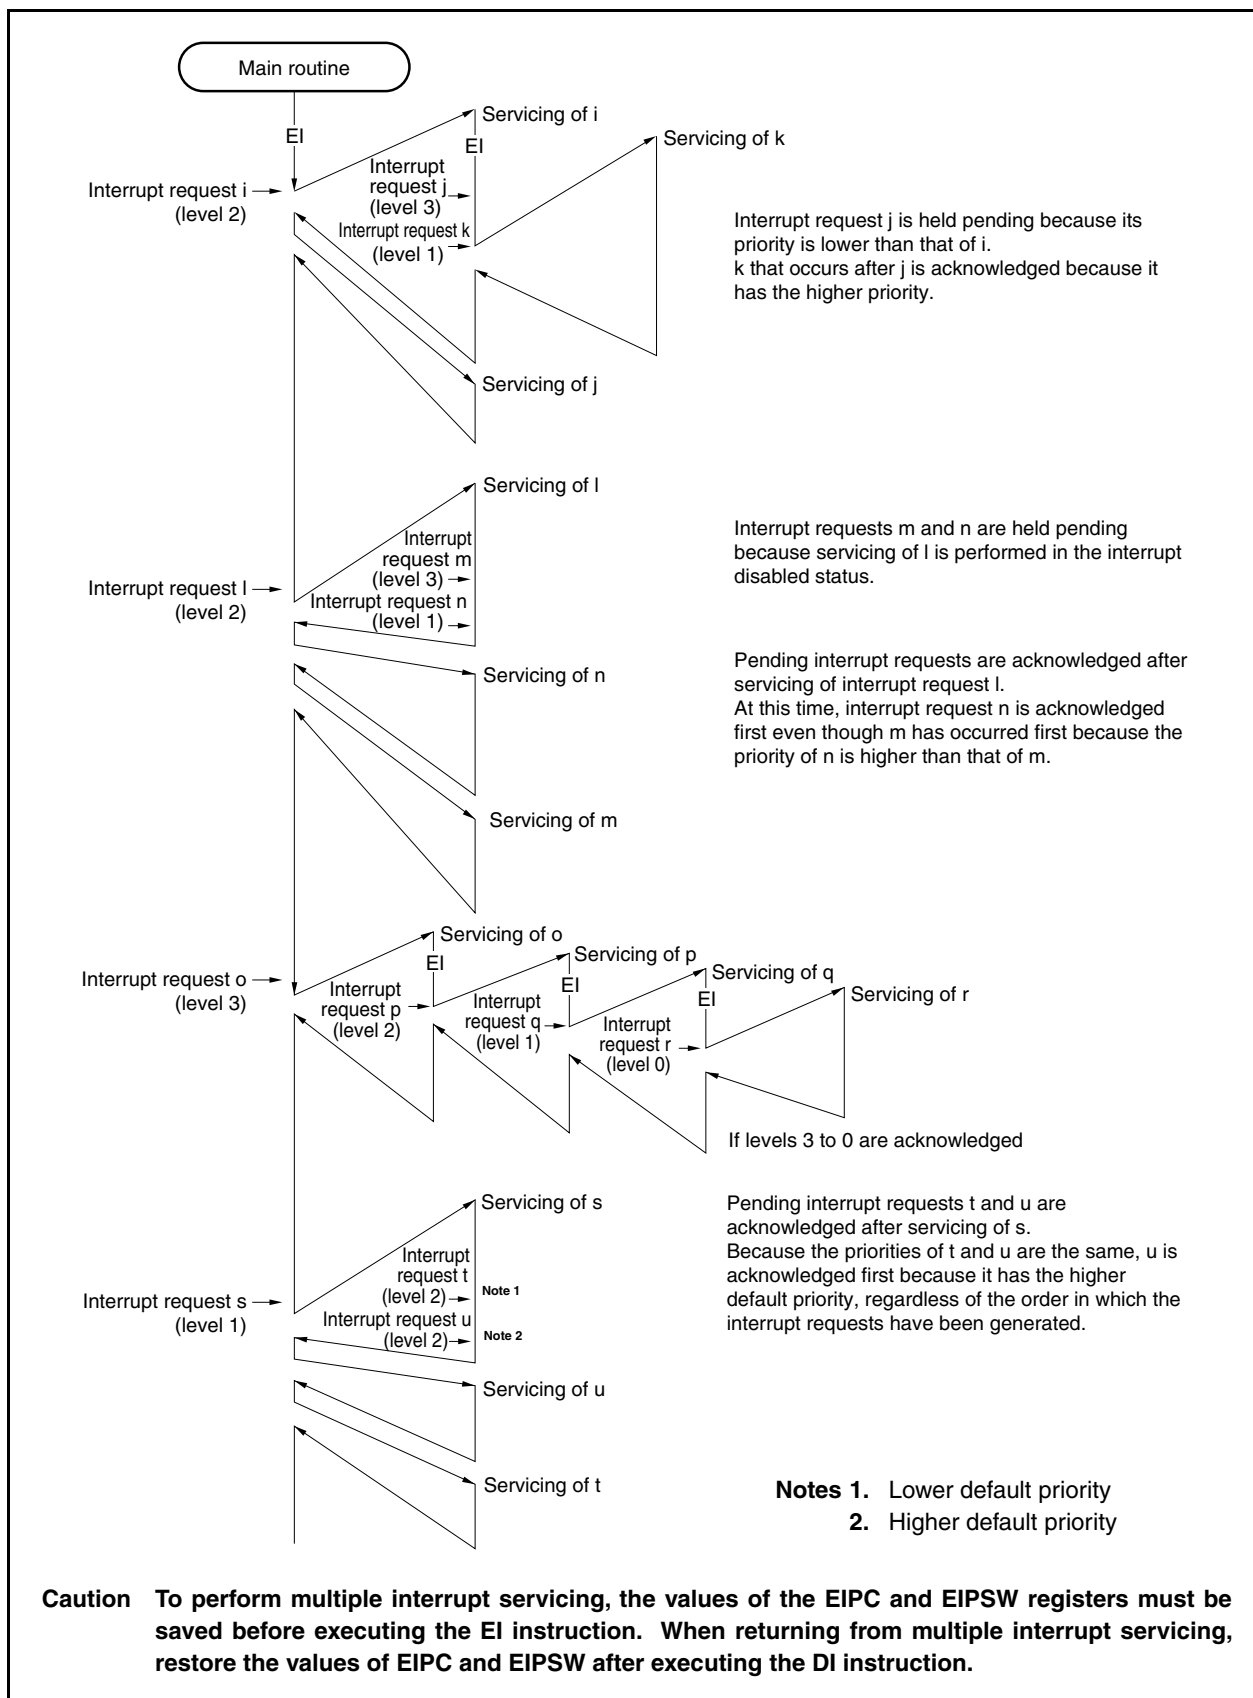 Main routine
EI
Servicing of i
EI
Servicing of k
Interrupt request i
(level 2)
Interrupt
request j
(level 3)
Interrupt request k
(level 1)
Interrupt request j is held pending because its
priority is lower than that of i.
k that occurs after j is acknowledged because it
has the higher priority.
Servicing of j
Servicing of l
Interrupt request l
(level 2)
Interrupt
request m
(level 3)
Interrupt request n
(level 1)
Interrupt requests m and n are held pending
because servicing of l is performed in the interrupt
disabled status.
Servicing of n
Pending interrupt requests are acknowledged after
servicing of interrupt request l.
At this time, interrupt request n is acknowledged
first even though m has occurred first because the
priority of n is higher than that of m.
Servicing of m
Interrupt request o
(level 3)
Servicing of o
EI
Interrupt
request p
(level 2)
Servicing of p
EI
Interrupt
request q
(level 1)
Servicing of q
EI
Interrupt
request r
(level 0)
Servicing of r
If levels 3 to 0 are acknowledged
Servicing of s
Interrupt request s
(level 1)
Interrupt
request t
(level 2)
Note 1
Interrupt request u
(level 2)
Note 2
Pending interrupt requests t and u are
acknowledged after servicing of s.
Because the priorities of t and u are the same, u is
acknowledged first because it has the higher
default priority, regardless of the order in which the
interrupt requests have been generated.
Servicing of u
Servicing of t
Notes 1. Lower default priority
2. Higher default priority
Caution To perform multiple interrupt servicing, the values of the EIPC and EIPSW registers must be
saved before executing the EI instruction. When returning from multiple interrupt servicing,
restore the values of EIPC and EIPSW after executing the DI instruction.